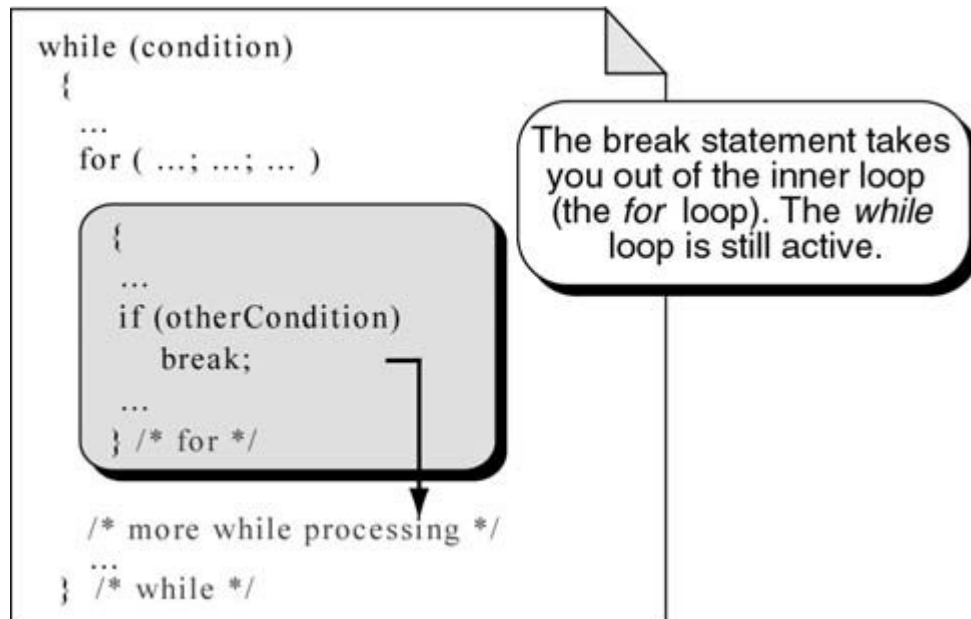 while (condition)
{
...
for ( ...; ...; ... )
{
...
if (otherCondition)
break;
...
} /* for */
/* more while processing */
...
} /* while */
The break statement takes
you out of the inner loop
(the for loop). The while
loop is still active.